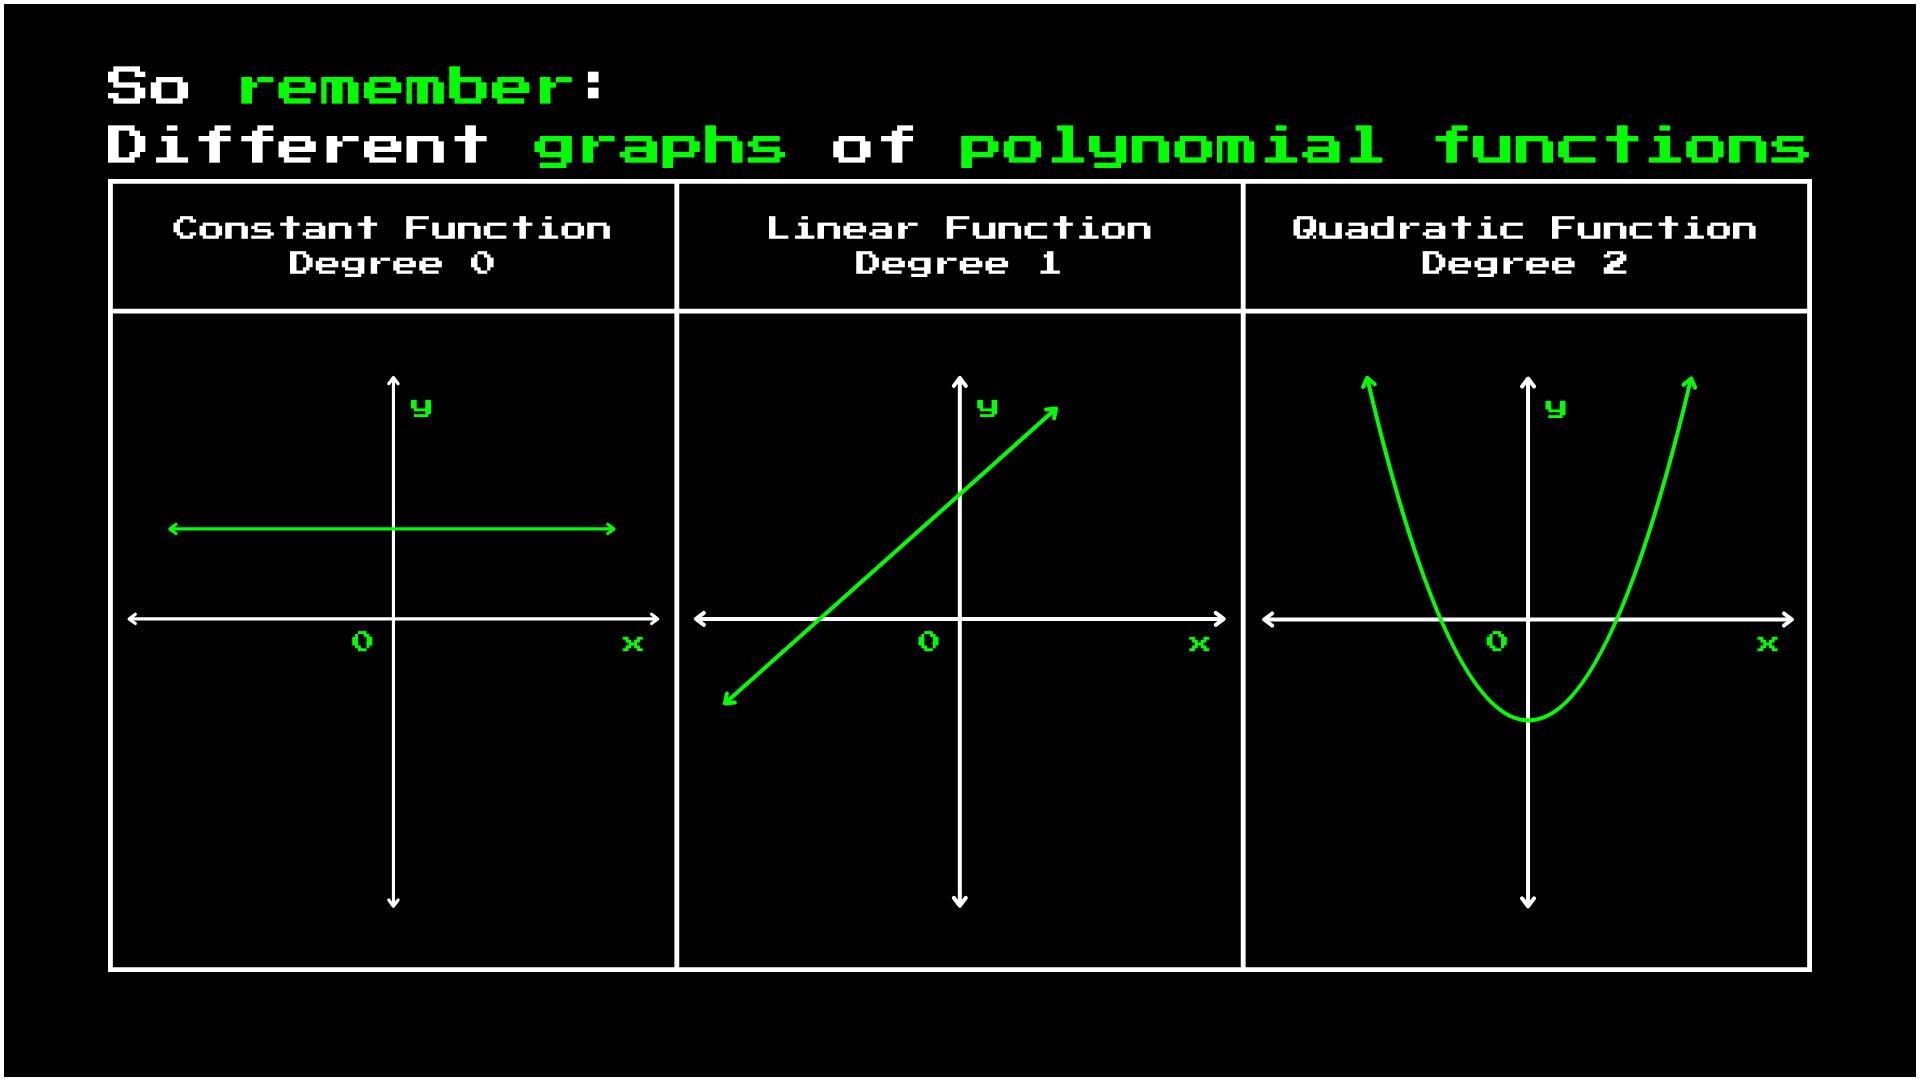 So remember:
Different graphs of polynomial functions
Constant Function
Degree 0
Linear Function
Degree 1
Quadratic Function
Degree 2
y
0
x
y
0
x
y
0
x